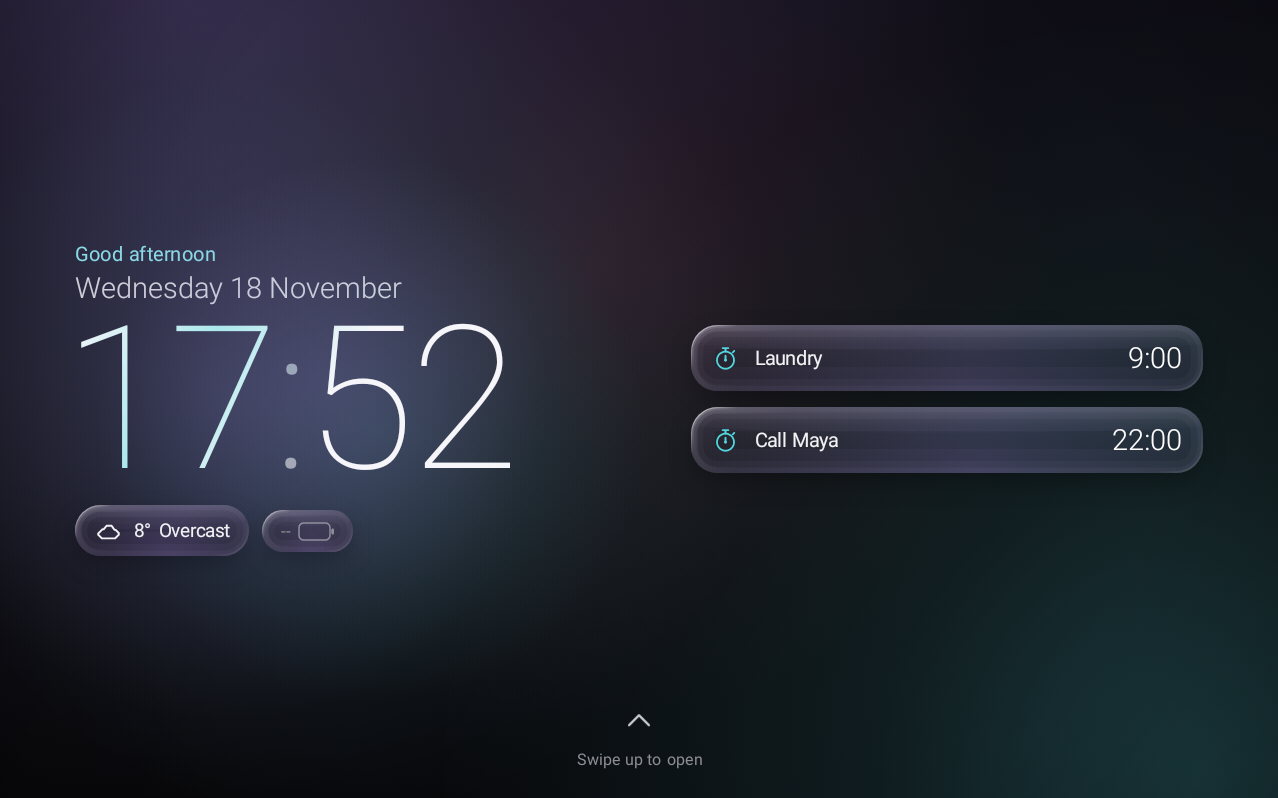 Good afternoon
Wednesday 18 November
17:52
8° Overcast
--
Laundry 9:00
Call Maya 22:00
Swipe up to open